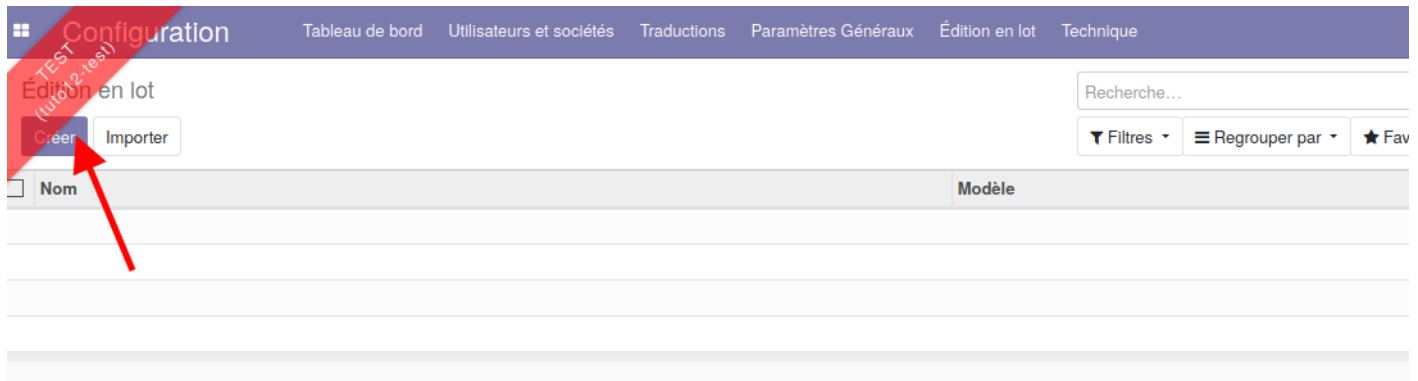 Configuration Tableau de bord Utilisateurs et sociétés Traductions Paramètres Généraux Édition en lot Technique
TEST
(tuto12-test)
Édition en lot
Recherche...
Créer Importer
Filtres Regrouper par Fav
Nom Modèle